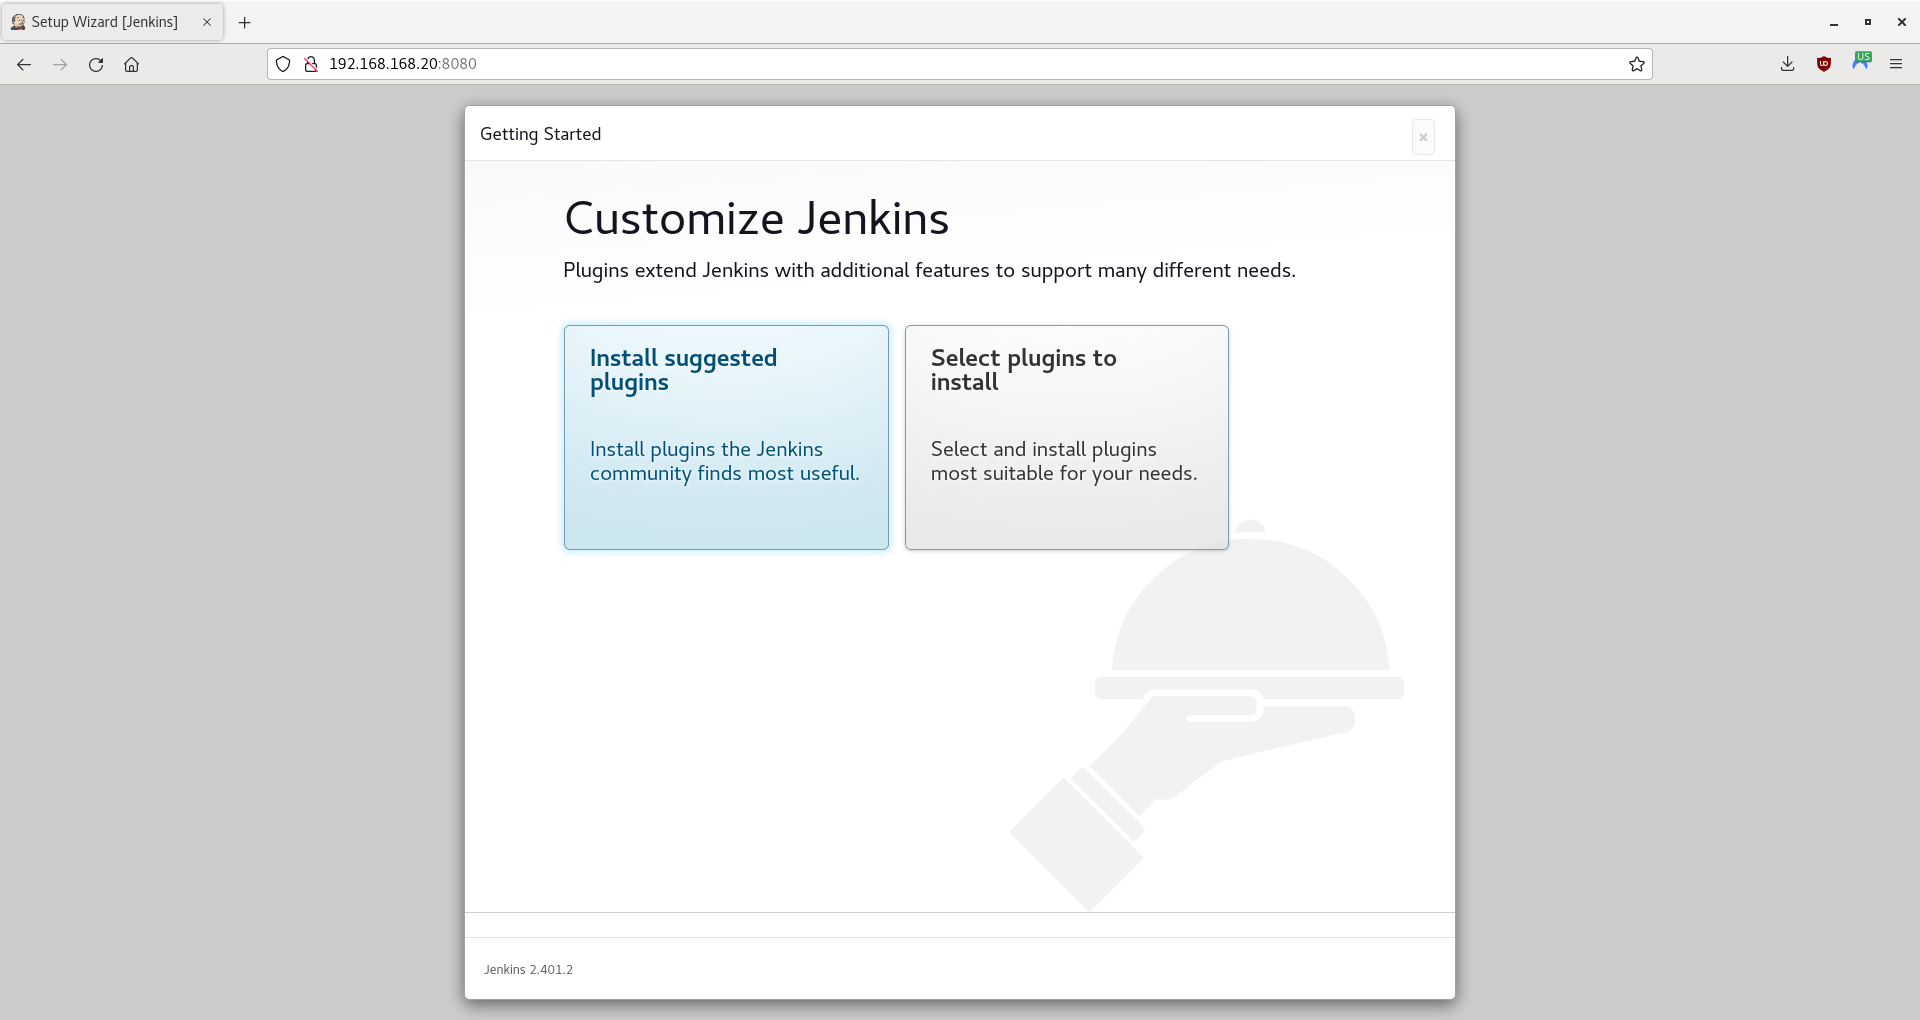 Setup Wizard [Jenkins]
192.168.168.20:8080
US
Getting Started
Customize Jenkins
Plugins extend Jenkins with additional features to support many different needs.
Install suggested
plugins
Install plugins the Jenkins
community finds most useful.
Select plugins to
install
Select and install plugins
most suitable for your needs.
Jenkins 2.401.2